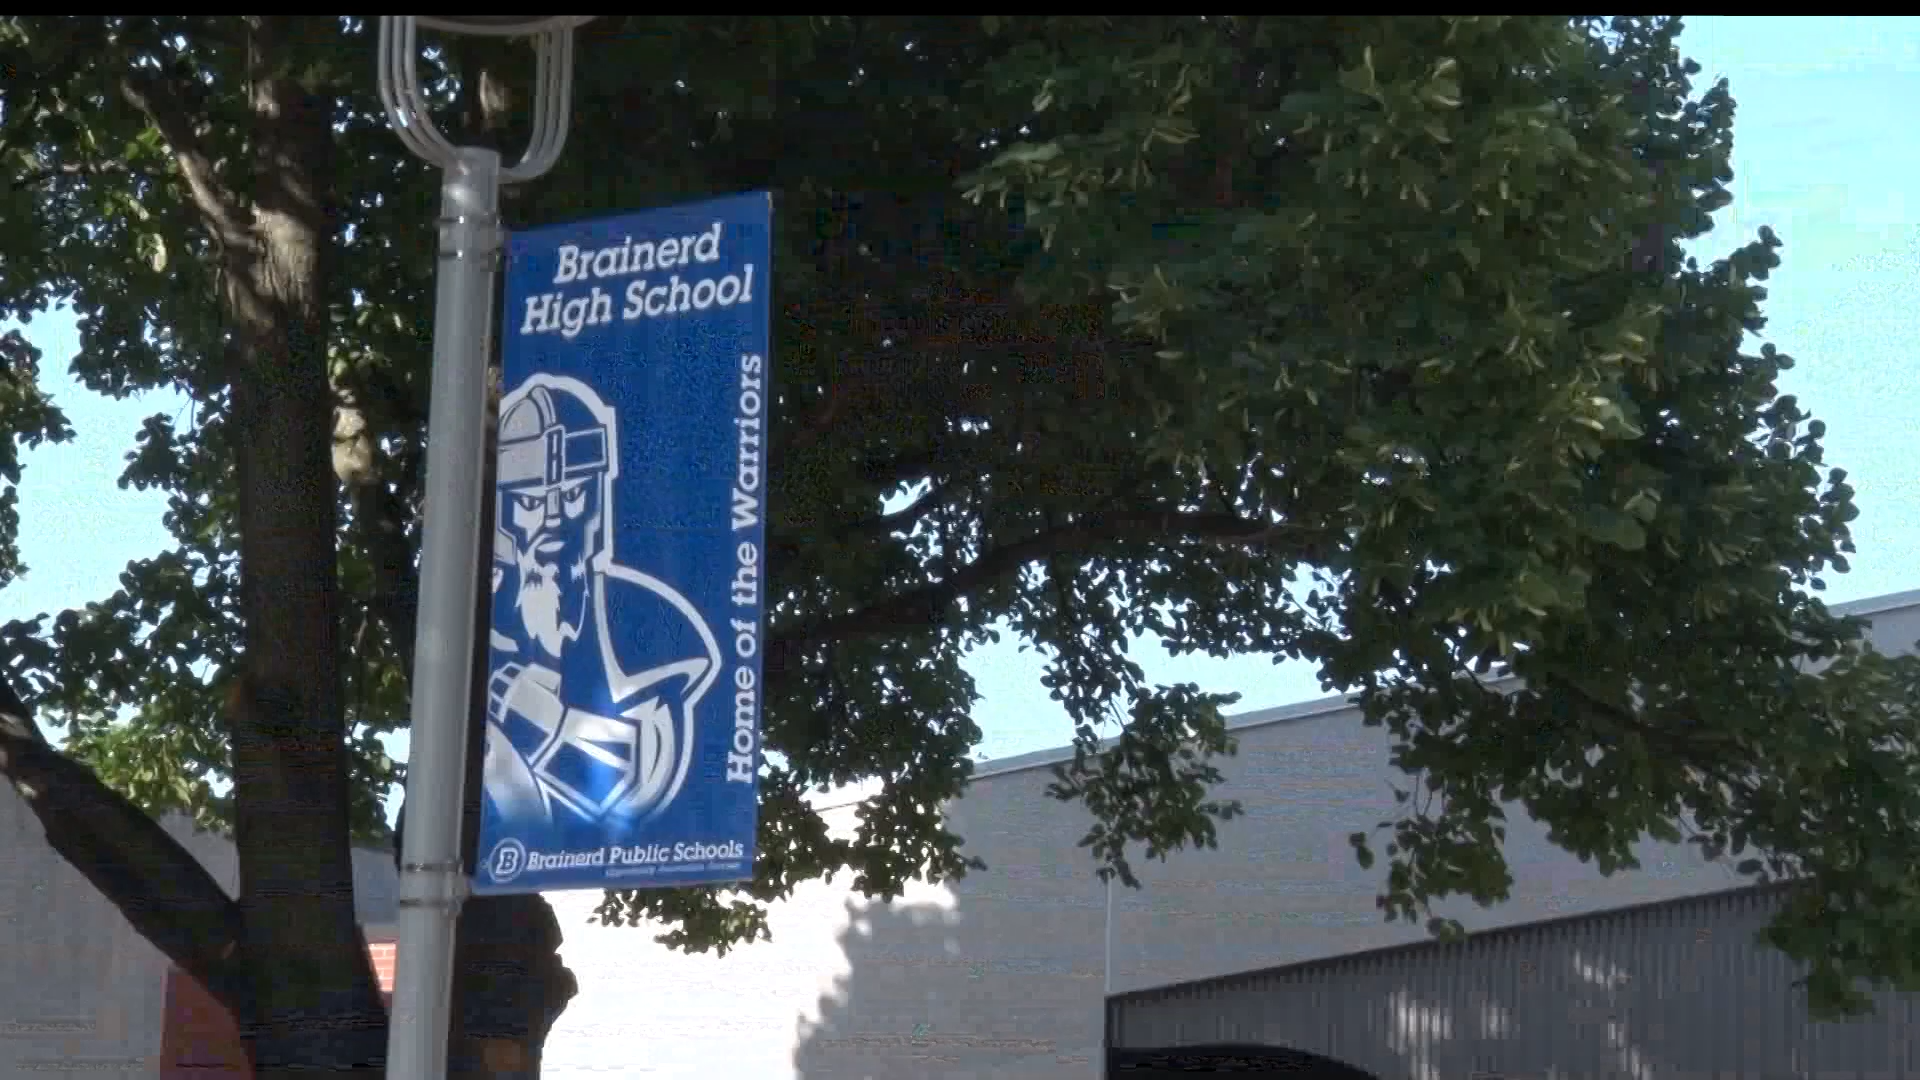 Brainerd
High School
Home of the Warriors
B
B Brainerd Public Schools